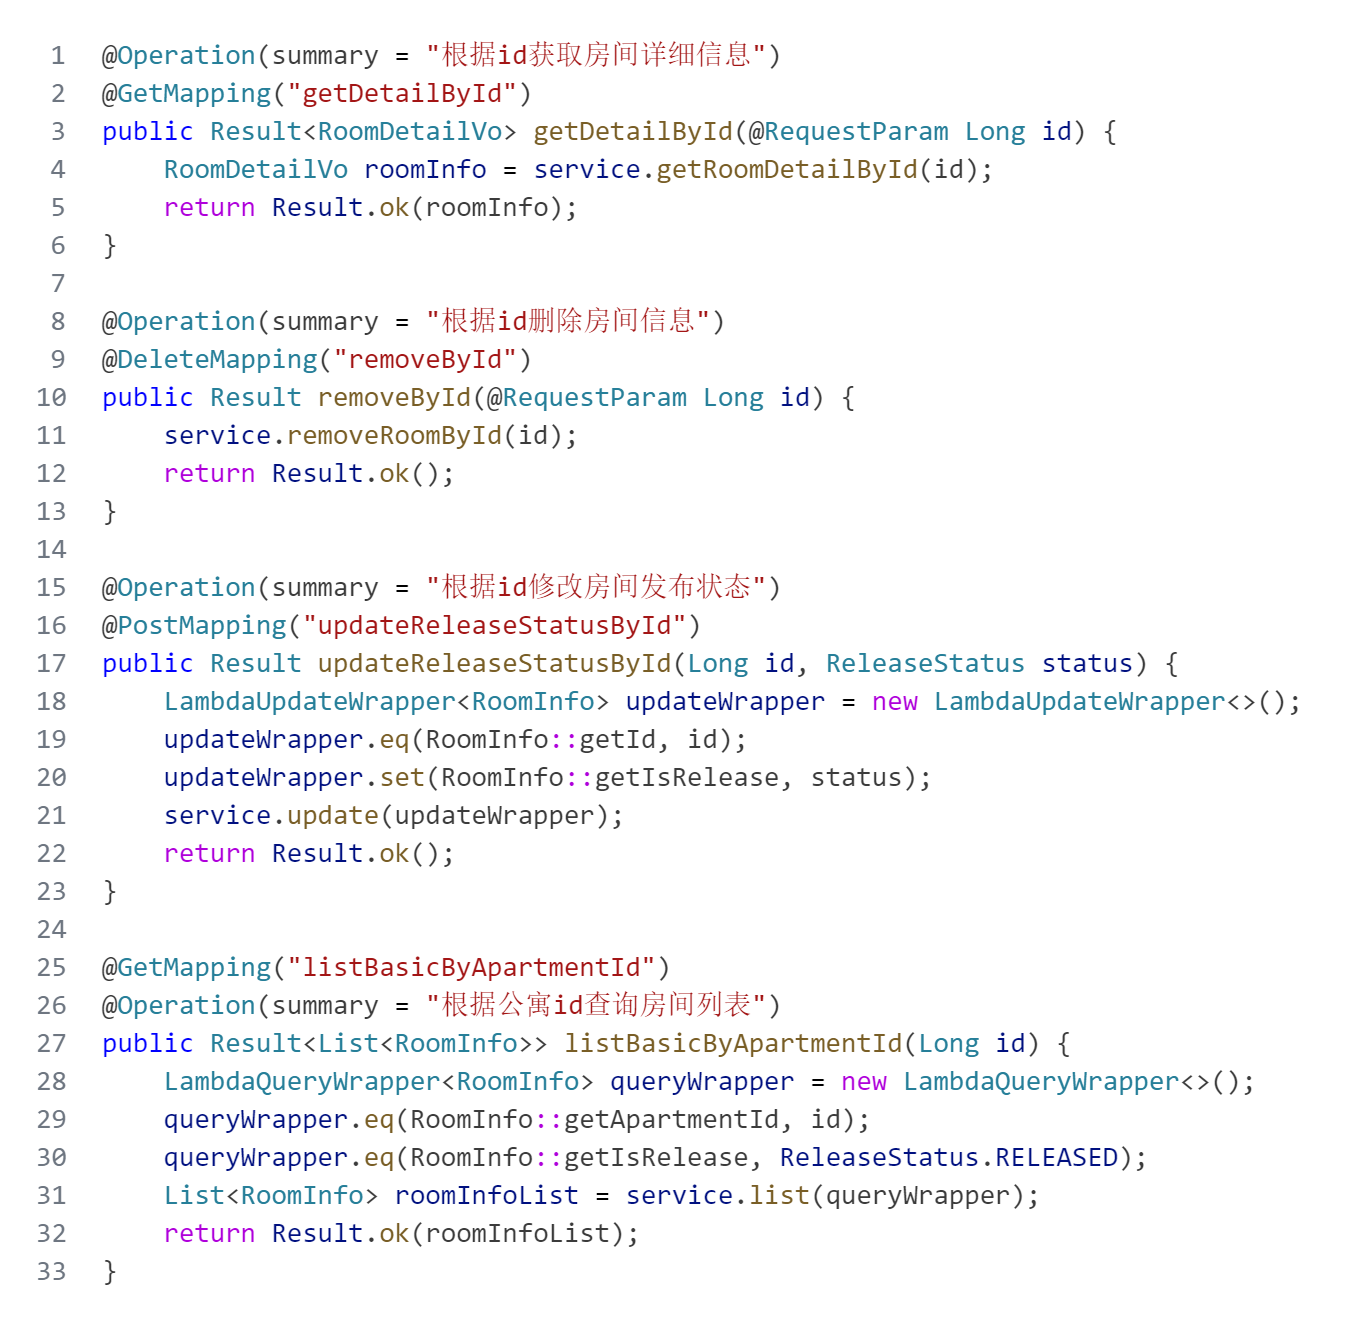 1 @Operation(summary = "根据id获取房间详细信息")
2 @GetMapping("getDetailById")
3 public Result<RoomDetailVo> getDetailById(@RequestParam Long id) {
4     RoomDetailVo roomInfo = service.getRoomDetailById(id);
5     return Result.ok(roomInfo);
6 }
7
8 @Operation(summary = "根据id删除房间信息")
9 @DeleteMapping("removeById")
10 public Result removeById(@RequestParam Long id) {
11     service.removeRoomById(id);
12     return Result.ok();
13 }
14
15 @Operation(summary = "根据id修改房间发布状态")
16 @PostMapping("updateReleaseStatusById")
17 public Result updateReleaseStatusById(Long id, ReleaseStatus status) {
18     LambdaUpdateWrapper<RoomInfo> updateWrapper = new LambdaUpdateWrapper<>();
19     updateWrapper.eq(RoomInfo::getId, id);
20     updateWrapper.set(RoomInfo::getIsRelease, status);
21     service.update(updateWrapper);
22     return Result.ok();
23 }
24
25 @GetMapping("listBasicByApartmentId")
26 @Operation(summary = "根据公寓id查询房间列表")
27 public Result<List<RoomInfo>> listBasicByApartmentId(Long id) {
28     LambdaQueryWrapper<RoomInfo> queryWrapper = new LambdaQueryWrapper<>();
29     queryWrapper.eq(RoomInfo::getApartmentId, id);
30     queryWrapper.eq(RoomInfo::getIsRelease, ReleaseStatus.RELEASED);
31     List<RoomInfo> roomInfoList = service.list(queryWrapper);
32     return Result.ok(roomInfoList);
33 }